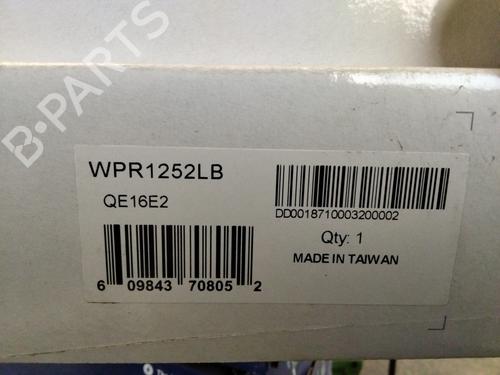 B-PARTS
WPR1252LB
QE16E2
DD0018710003200002
Qty: 1
MADE IN TAIWAN
6 09843 70805 2